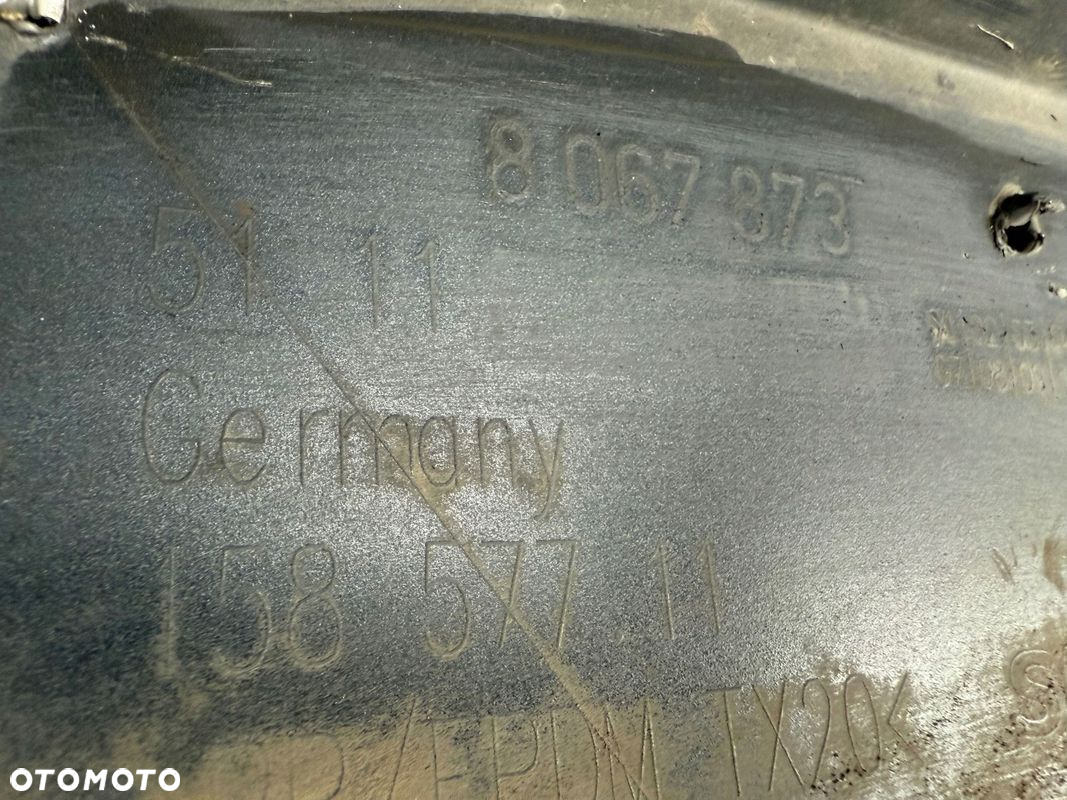 51 11 8 067 873
Germany
158 577.11
/EPDM TX20<
OTOMOTO